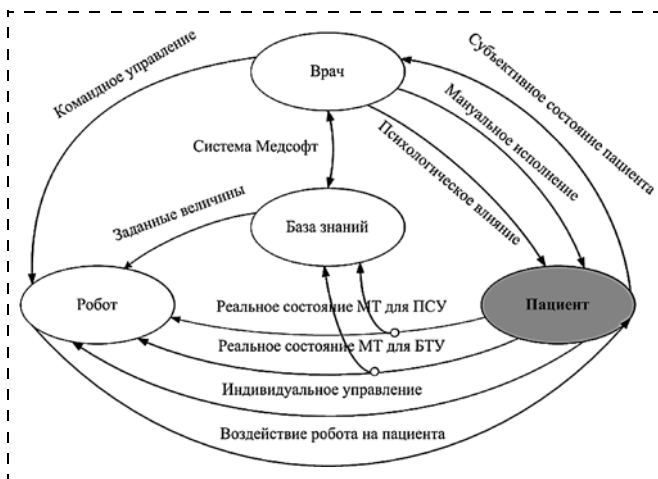 Врач
Командное управление
Субъективное состояние пациента
Мануальное исполнение
Психологическое влияние
Система Медсофт
Заданные величины
База знаний
Робот
Пациент
Реальное состояние МТ для ПСУ
Реальное состояние МТ для БТУ
Индивидуальное управление
Воздействие робота на пациента